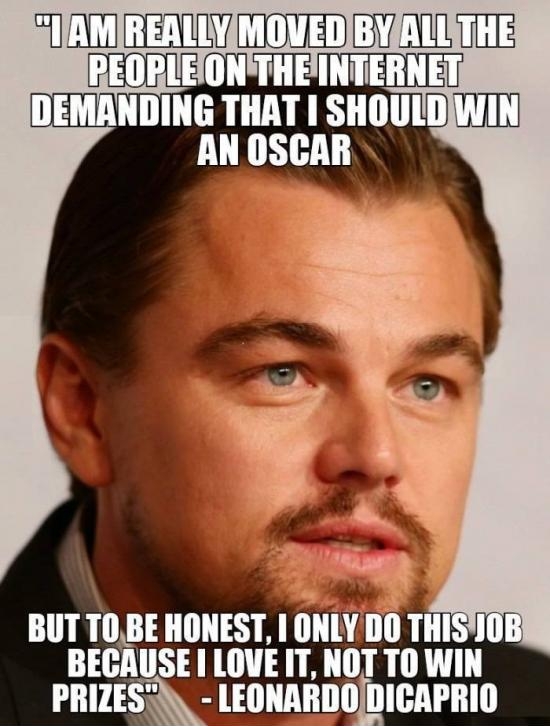 "I AM REALLY MOVED BY ALL THE
PEOPLE ON THE INTERNET
DEMANDING THAT I SHOULD WIN
AN OSCAR
BUT TO BE HONEST, I ONLY DO THIS JOB
BECAUSE I LOVE IT, NOT TO WIN
PRIZES" - LEONARDO DICAPRIO